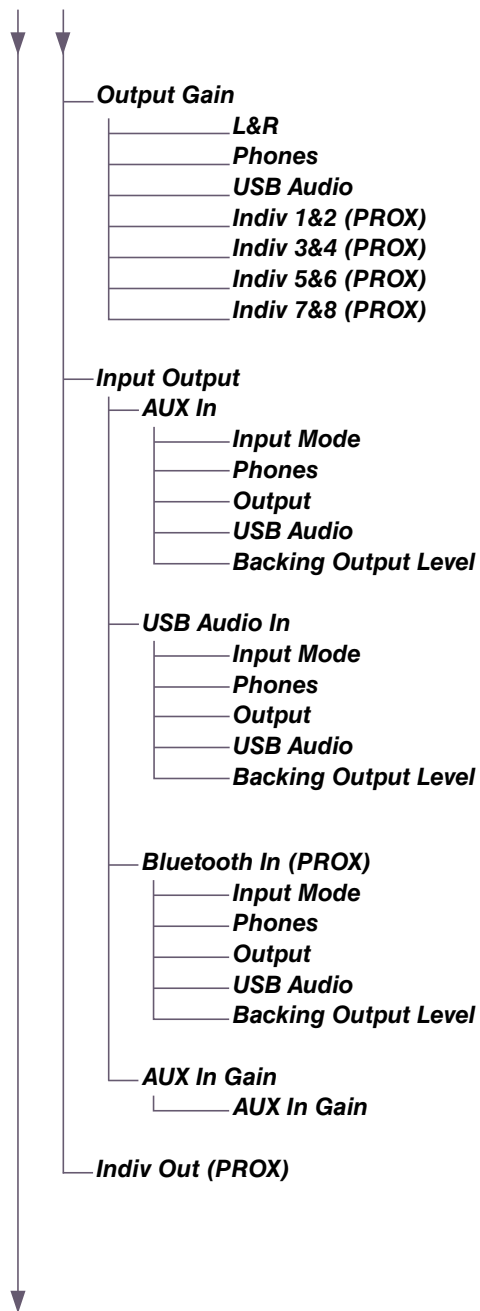 Output Gain
L&R
Phones
USB Audio
Indiv 1&2 (PROX)
Indiv 3&4 (PROX)
Indiv 5&6 (PROX)
Indiv 7&8 (PROX)
Input Output
AUX In
Input Mode
Phones
Output
USB Audio
Backing Output Level
USB Audio In
Input Mode
Phones
Output
USB Audio
Backing Output Level
Bluetooth In (PROX)
Input Mode
Phones
Output
USB Audio
Backing Output Level
AUX In Gain
AUX In Gain
Indiv Out (PROX)